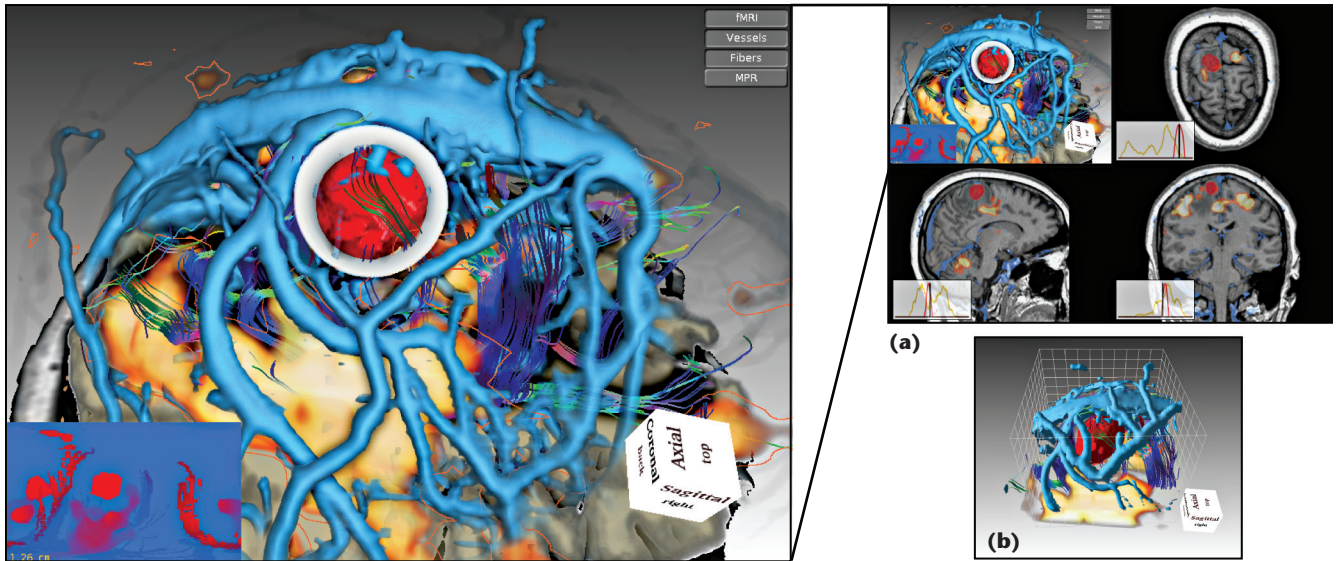 fMRI
Vessels
Fibers
MPR
Coronal
back
Axial
top
Sagittal
right
1.26 cm
(a)
Axial
top
Sagittal
right
(b)